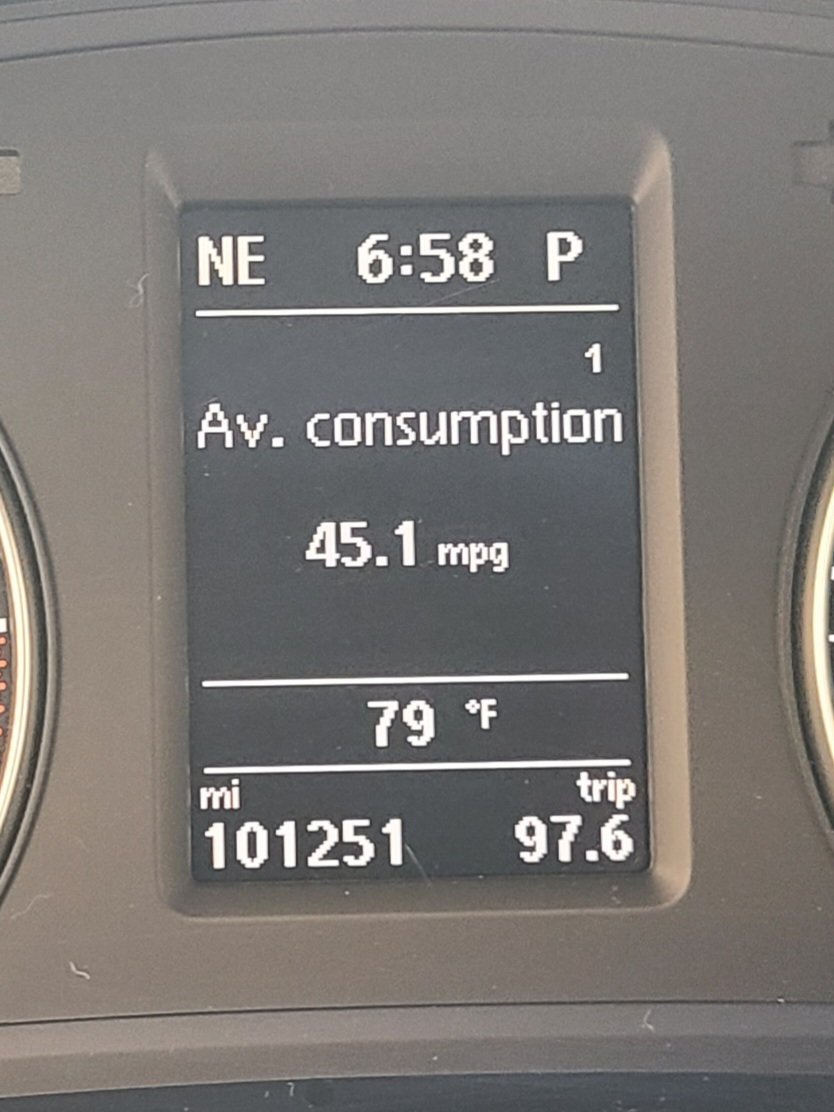 NE 6:58 P
1
Av. consumption
45.1 mpg
79 °F
mi trip
101251 97.6